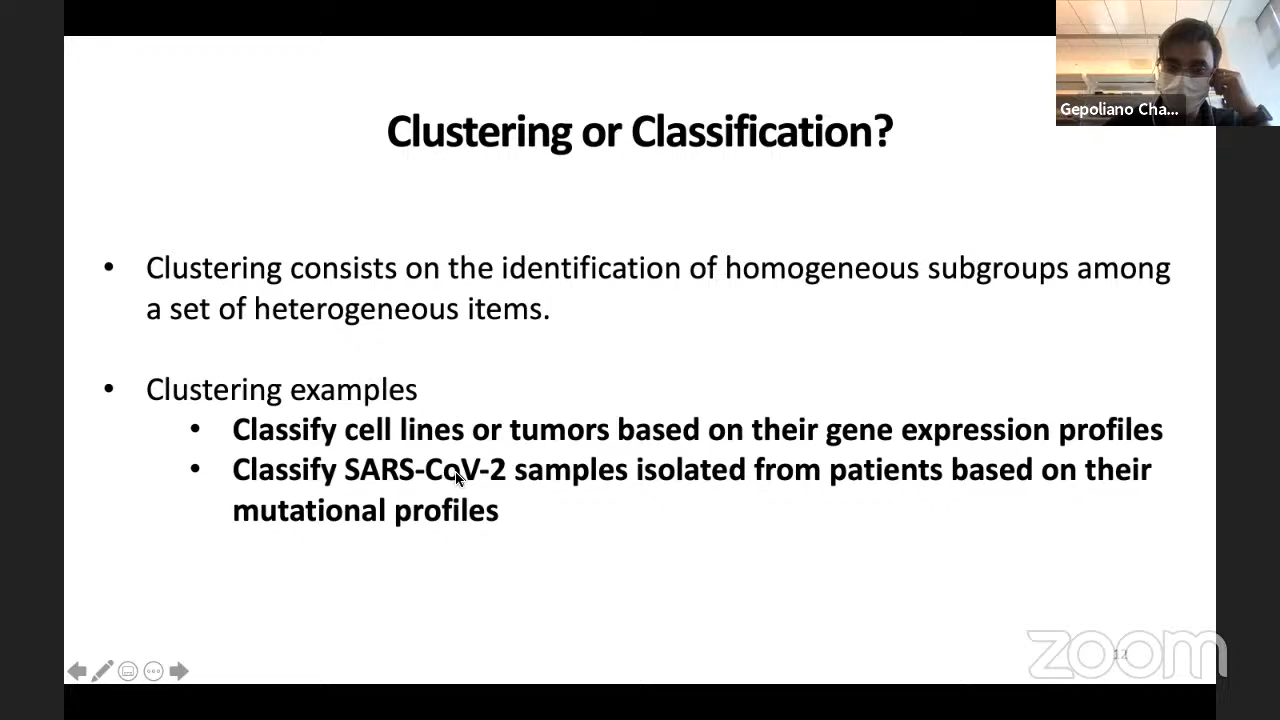 Gepoliano Cha...
Clustering or Classification?
• Clustering consists on the identification of homogeneous subgroups among
a set of heterogeneous items.
• Clustering examples
• Classify cell lines or tumors based on their gene expression profiles
• Classify SARS-CoV-2 samples isolated from patients based on their
mutational profiles
zoom
12